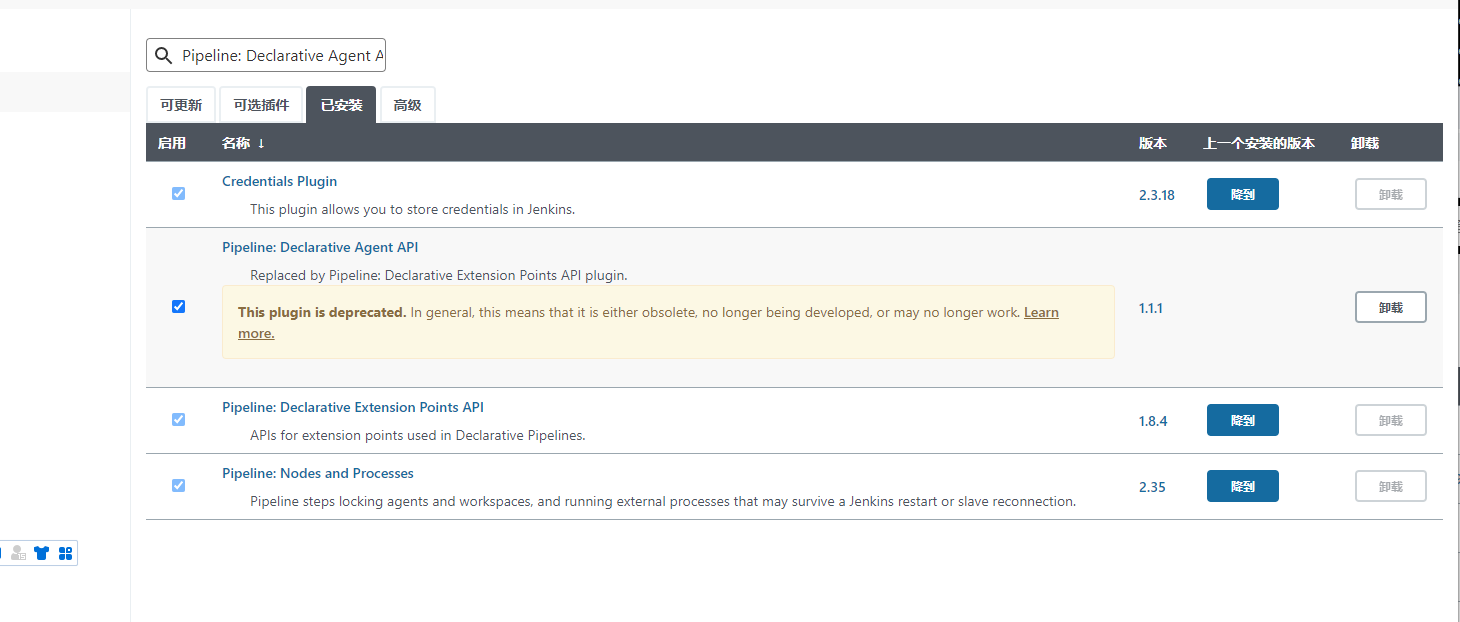 Pipeline: Declarative Agent A
可更新
可选插件
已安装
高级
启用 名称 ↓ 版本 上一个安装的版本 卸载
Credentials Plugin
This plugin allows you to store credentials in Jenkins.
2.3.18 降到 卸载
Pipeline: Declarative Agent API
Replaced by Pipeline: Declarative Extension Points API plugin.
This plugin is deprecated. In general, this means that it is either obsolete, no longer being developed, or may no longer work. Learn
more.
1.1.1 卸载
Pipeline: Declarative Extension Points API
APIs for extension points used in Declarative Pipelines.
1.8.4 降到 卸载
Pipeline: Nodes and Processes
Pipeline steps locking agents and workspaces, and running external processes that may survive a Jenkins restart or slave reconnection.
2.35 降到 卸载